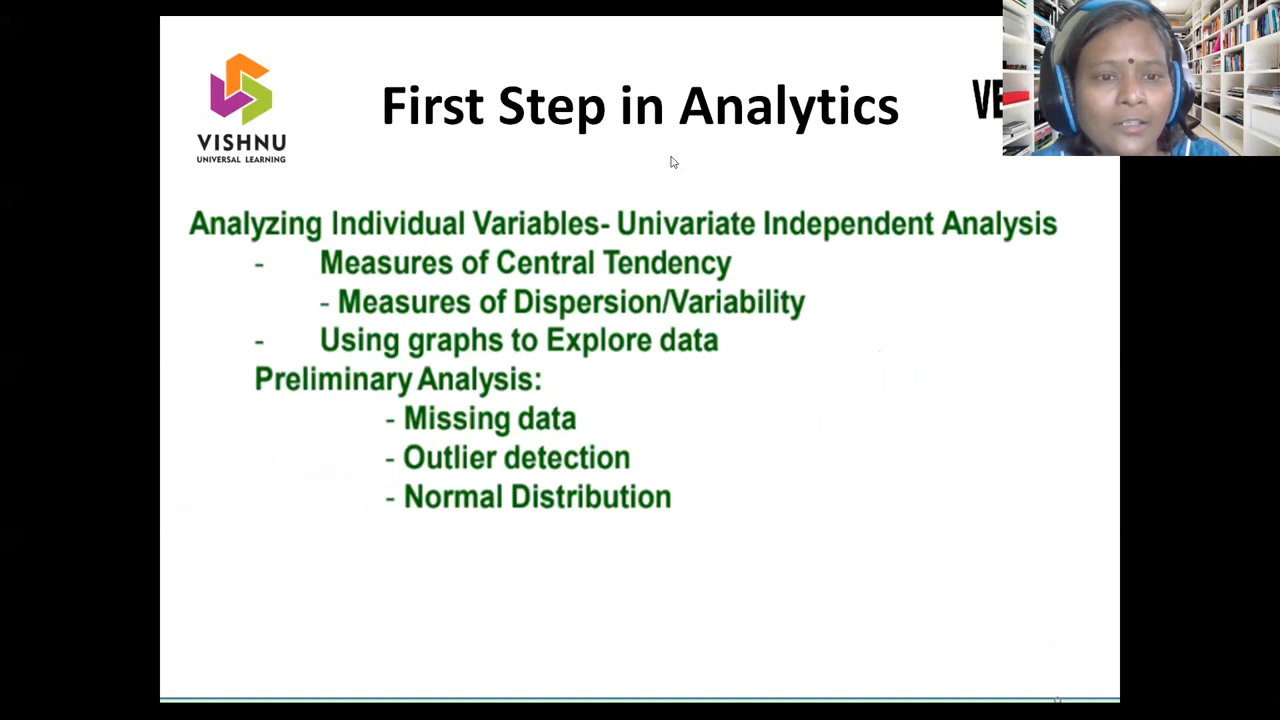 First Step in Analytics
VISHNU
UNIVERSAL LEARNING
Analyzing Individual Variables- Univariate Independent Analysis
- Measures of Central Tendency
- Measures of Dispersion/Variability
- Using graphs to Explore data
Preliminary Analysis:
- Missing data
- Outlier detection
- Normal Distribution